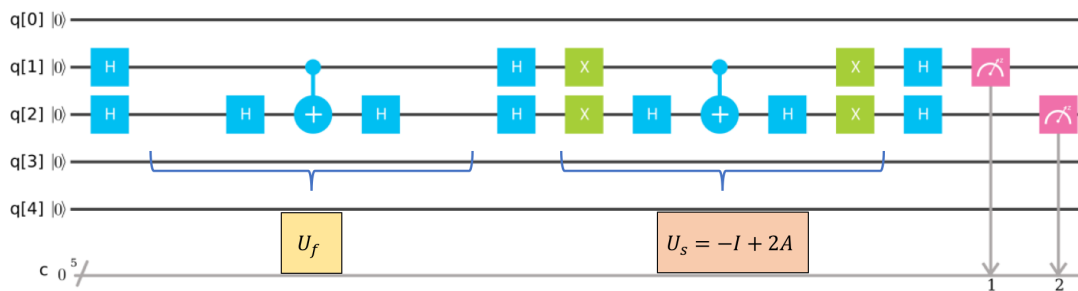 q[0] |0⟩
q[1] |0⟩ H H X X H z
q[2] |0⟩ H H H H X H H X H z
q[3] |0⟩
q[4] |0⟩
U_f
U_s = −I + 2A
c 0 5
1 2